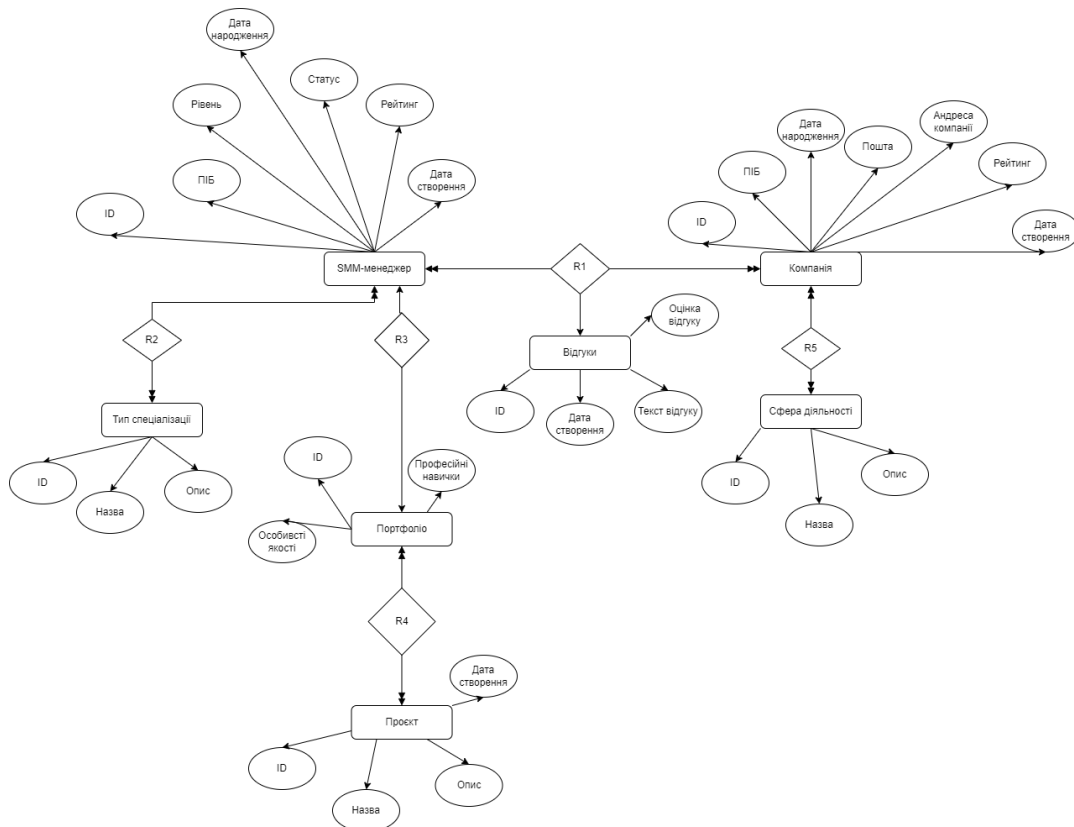 Дата
народження
Статус
Рівень
Рейтинг
ПІБ
Дата
створення
ID
SMM-менеджер
Андреса
компанії
Дата
народження
Пошта
Рейтинг
ПІБ
ID
Дата
створення
Компанія
R1
R2
R3
R5
Оцінка
відгуку
Відгуки
ID
Дата
створення
Текст відгуку
Тип спеціалізації
ID
Назва
Опис
Сфера діяльності
ID
Назва
Опис
ID
Професійні
навички
Портфоліо
Особивсті
якості
R4
Дата
створення
Проєкт
ID
Назва
Опис